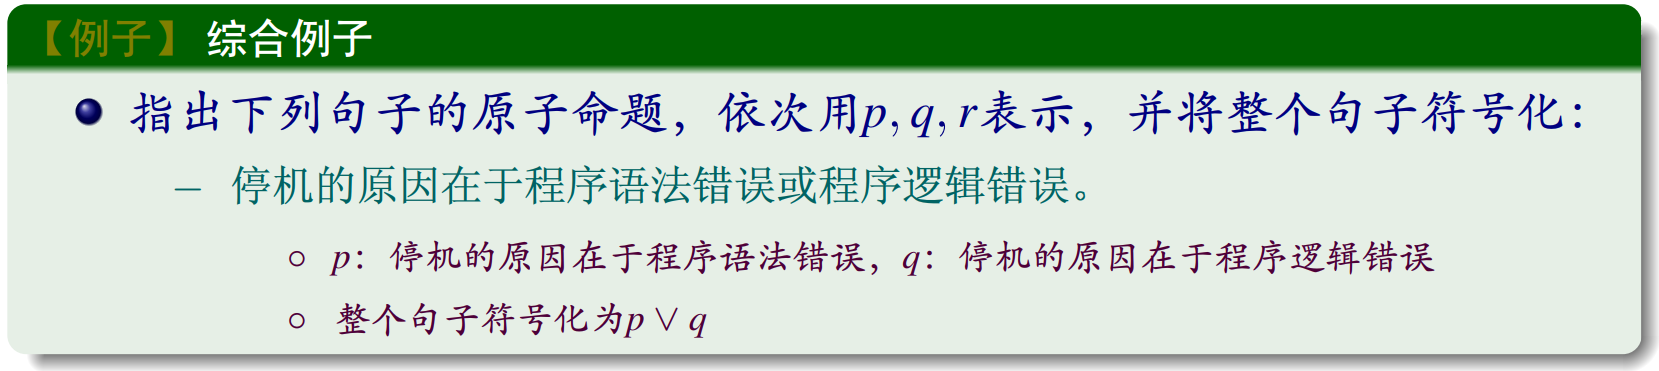 【例子】 综合例子
指出下列句子的原子命题，依次用p, q, r表示，并将整个句子符号化：
– 停机的原因在于程序语法错误或程序逻辑错误。
○ p：停机的原因在于程序语法错误，q：停机的原因在于程序逻辑错误
○ 整个句子符号化为p ∨ q